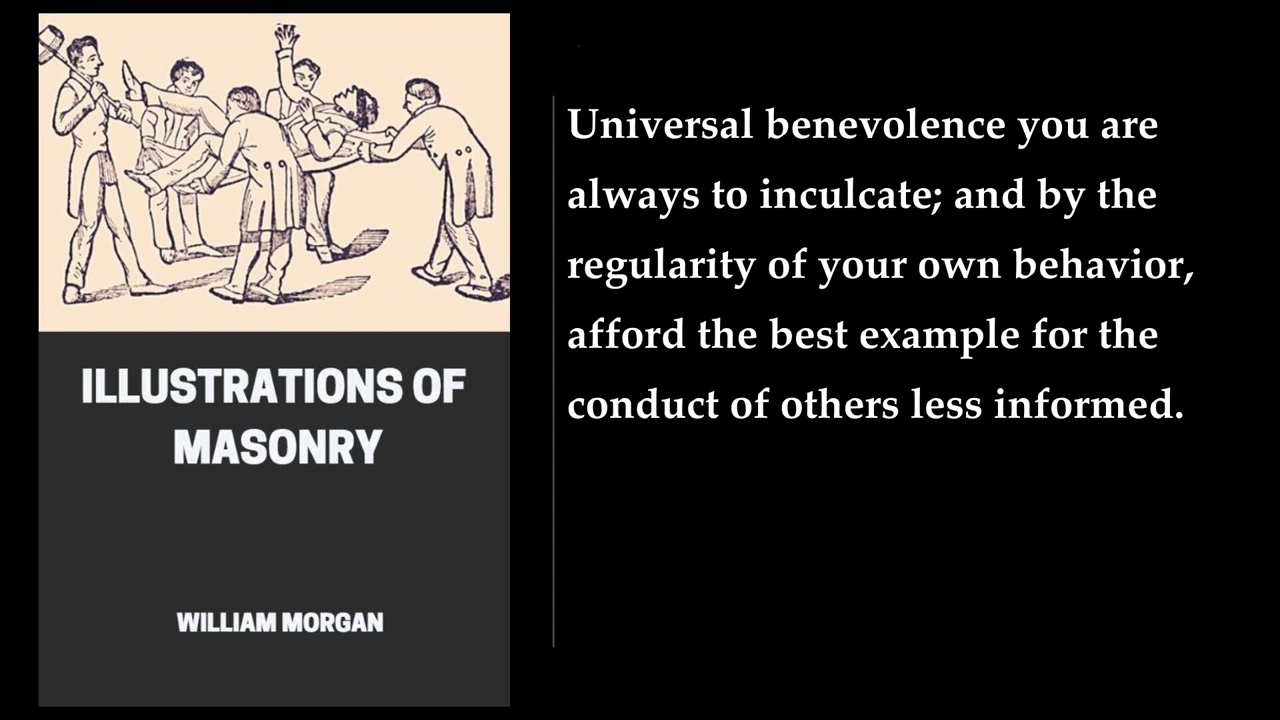 ILLUSTRATIONS OF
MASONRY
WILLIAM MORGAN
Universal benevolence you are
always to inculcate; and by the
regularity of your own behavior,
afford the best example for the
conduct of others less informed.